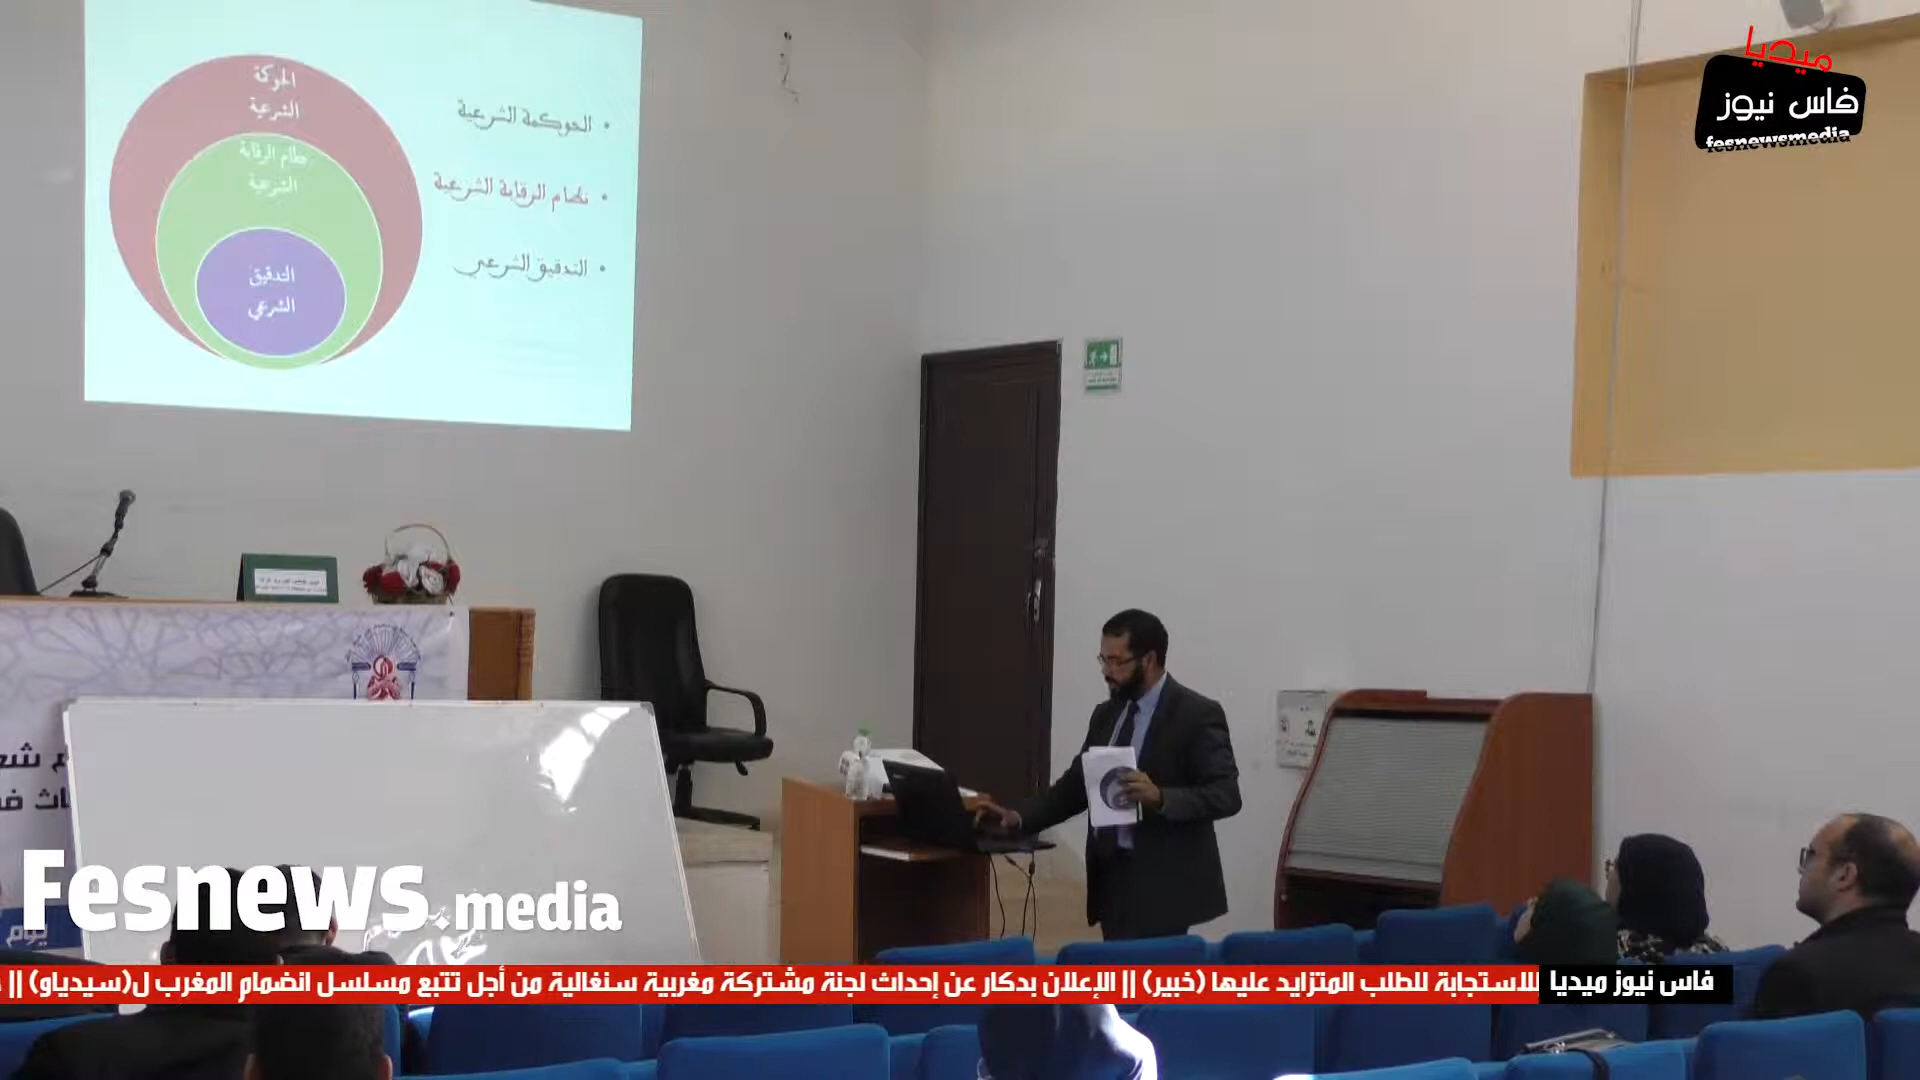 الحوكمة
الشرعية
نظام الرقابة
الشرعية
التدقيق
الشرعي
• الحوكمة الشرعية
• نظام الرقابة الشرعية
• التدقيق الشرعي
ميديا
فاس نيوز
fesnewsmedia
Fesnews.media
يوم
فاس نيوز ميديا
للاستجابة للطلب المتزايد عليها (خبير) || الإعلان بدكار عن إحداث لجنة مشتركة مغربية سنغالية من أجل تتبع مسلسل انضمام المغرب ل(سيدياو) ||